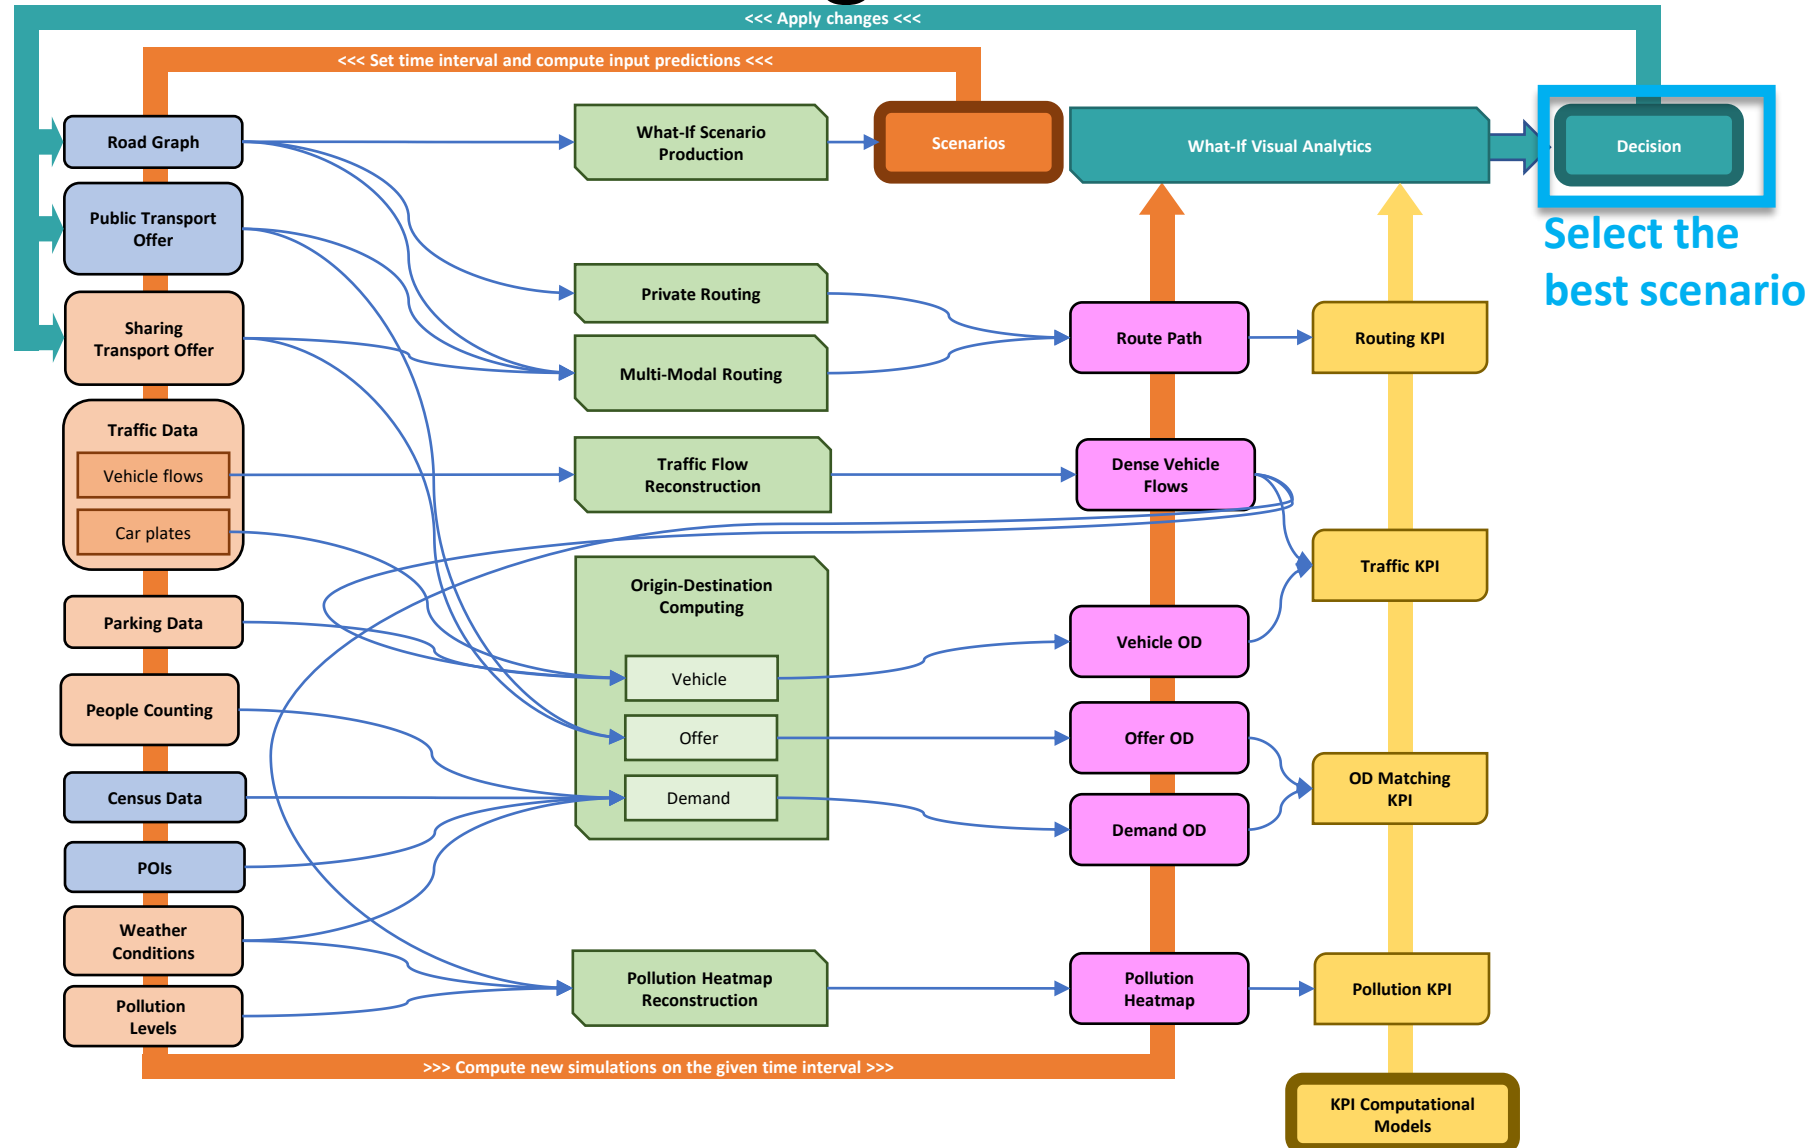 <<< Apply changes <<<
<<< Set time interval and compute input predictions <<<
Road Graph
What-If Scenario
Production
Scenarios
What-If Visual Analytics
Decision
Select the
best scenario
Public Transport
Offer
Private Routing
Sharing
Transport Offer
Multi-Modal Routing
Route Path
Routing KPI
Traffic Data
Vehicle flows
Car plates
Traffic Flow
Reconstruction
Dense Vehicle
Flows
Traffic KPI
Origin-Destination
Computing
Parking Data
Vehicle
Vehicle OD
People Counting
Offer
Offer OD
OD Matching
KPI
Census Data
Demand
Demand OD
POIs
Weather
Conditions
Pollution
Levels
Pollution Heatmap
Reconstruction
Pollution
Heatmap
Pollution KPI
>>> Compute new simulations on the given time interval >>>
KPI Computational
Models